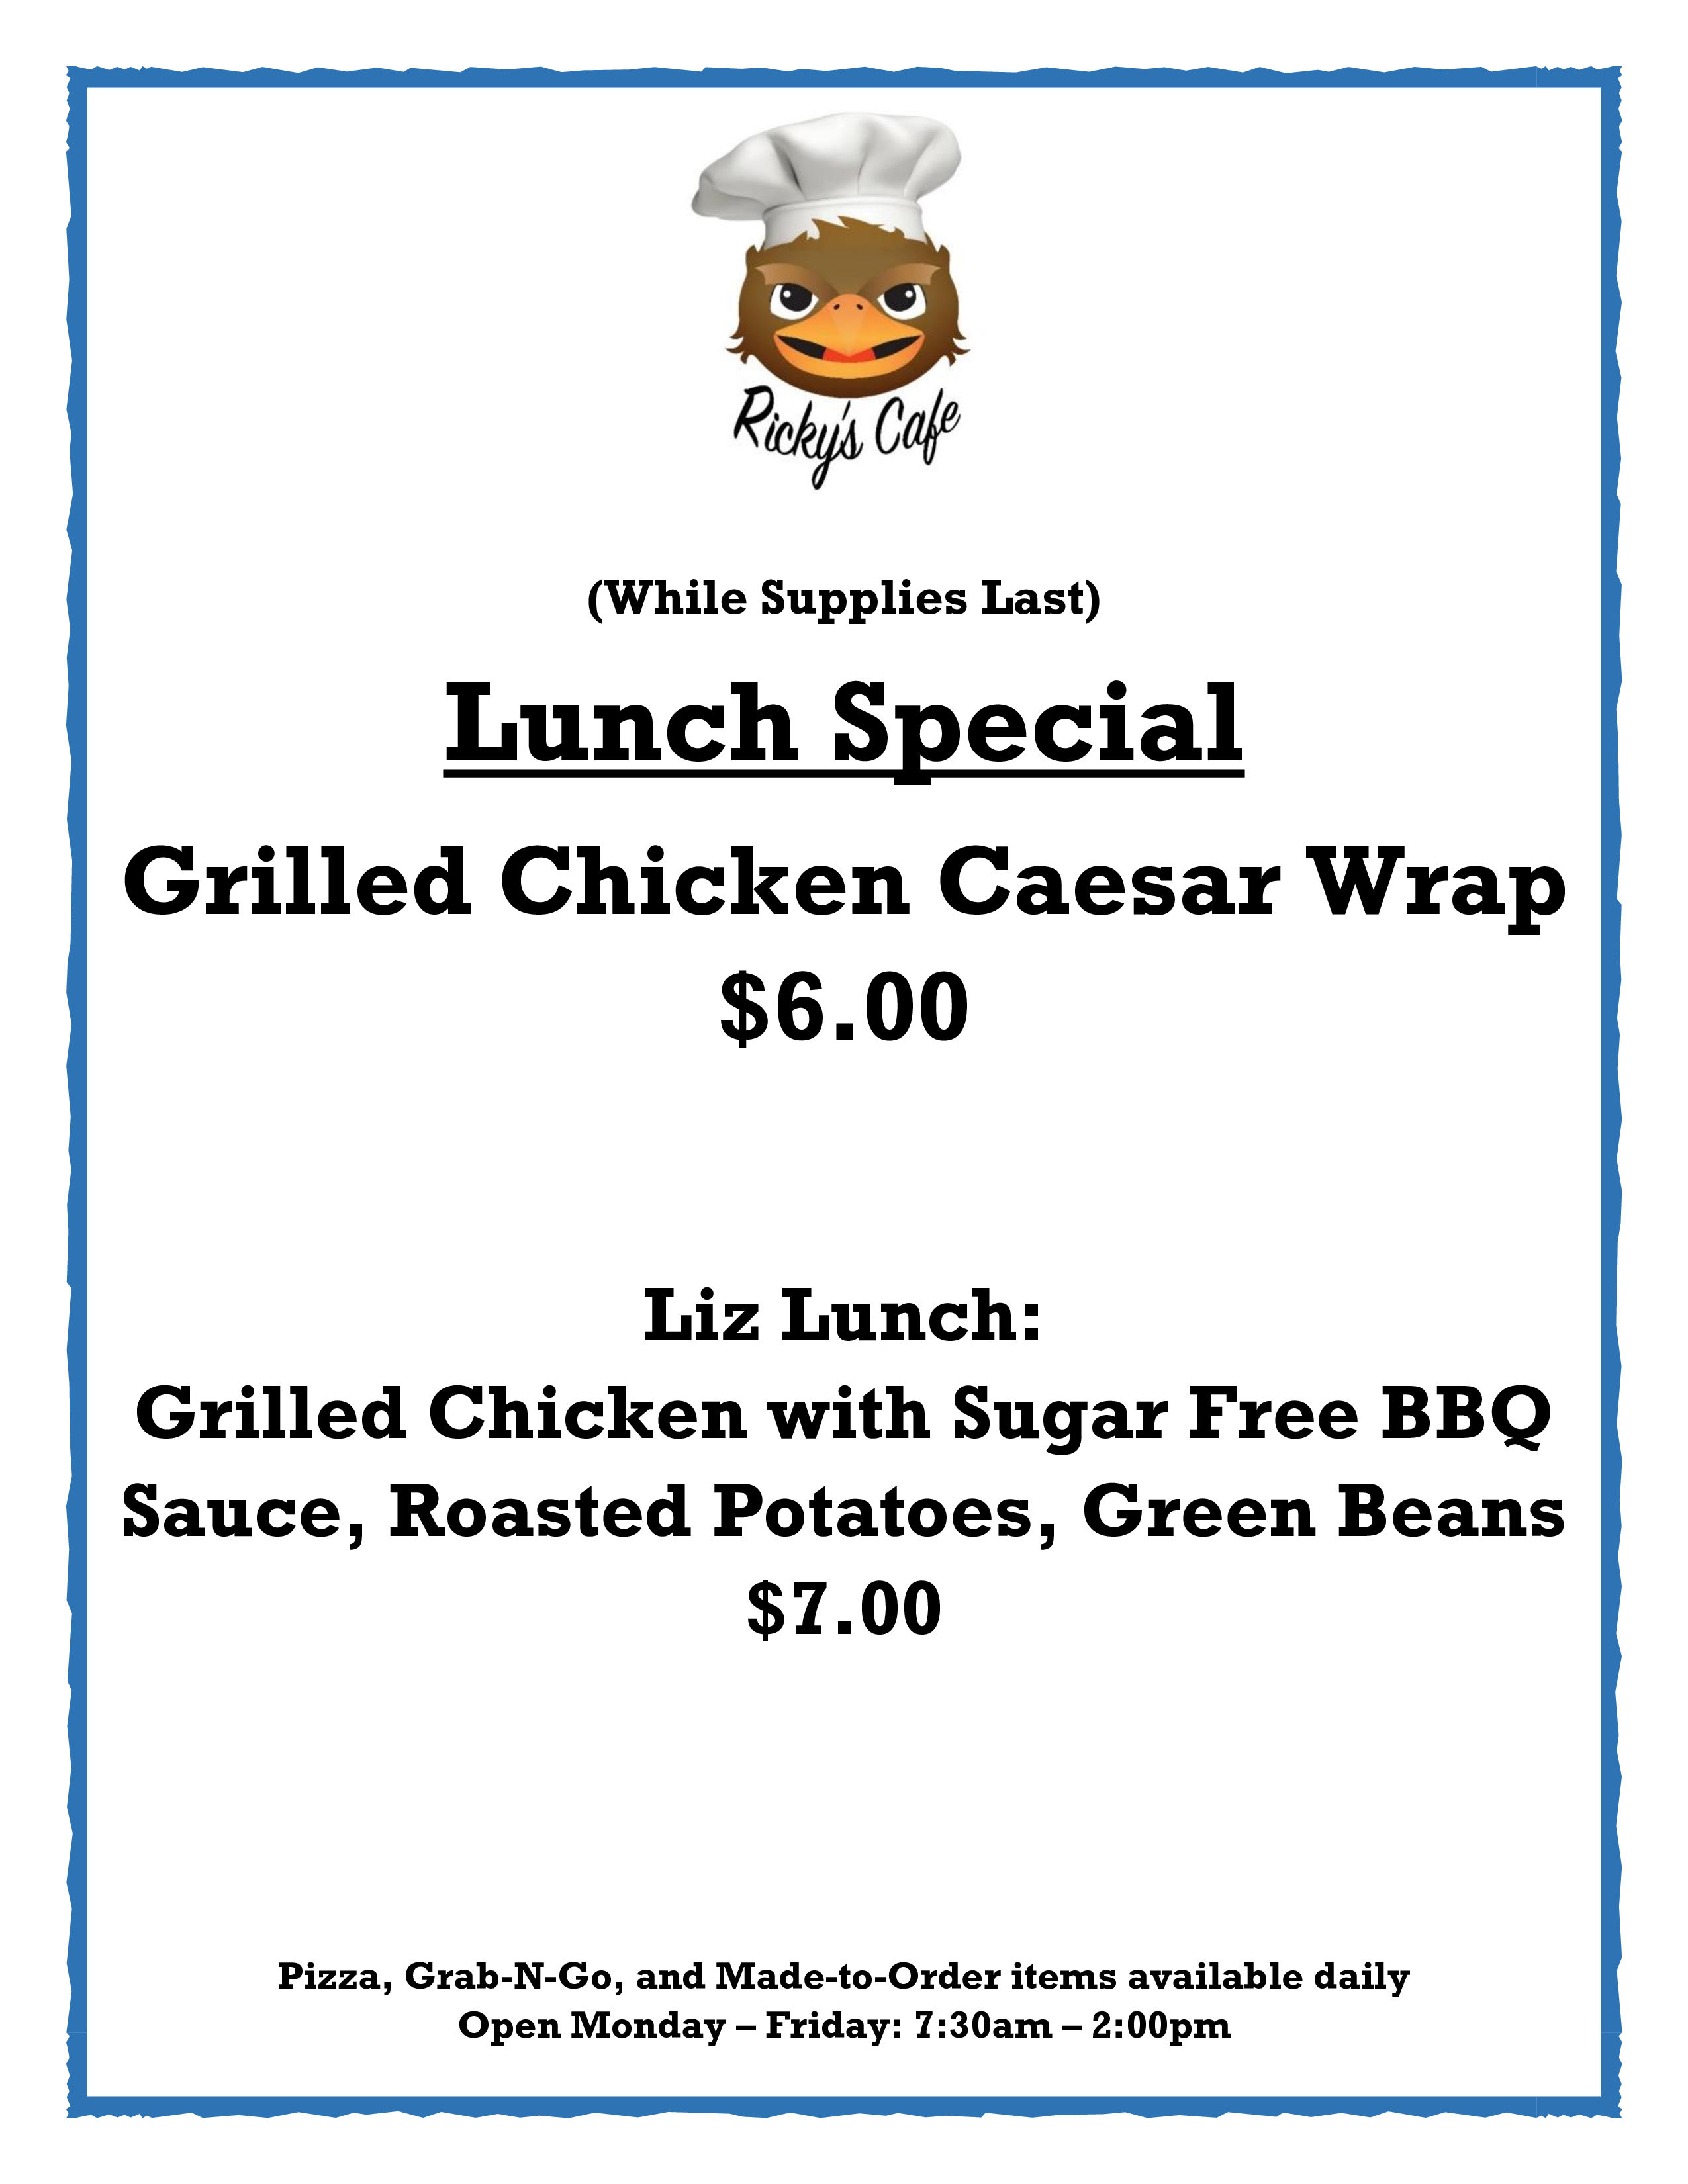 Ricky's Cafe
(While Supplies Last)
Lunch Special
Grilled Chicken Caesar Wrap
$6.00
Liz Lunch:
Grilled Chicken with Sugar Free BBQ
Sauce, Roasted Potatoes, Green Beans
$7.00
Pizza, Grab-N-Go, and Made-to-Order items available daily
Open Monday – Friday: 7:30am – 2:00pm